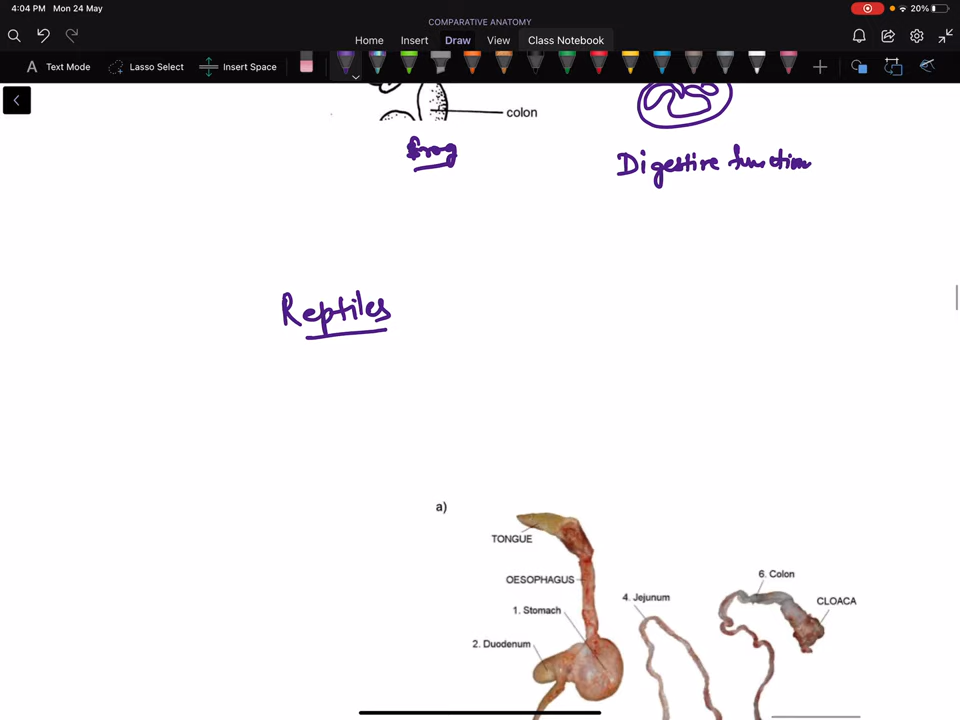 4:04 PM Mon 24 May
20%
COMPARATIVE ANATOMY
Home Insert Draw View Class Notebook
Text Mode Lasso Select Insert Space
colon
frog
Digestive function
Reptiles
a)
TONGUE
OESOPHAGUS
1. Stomach
2. Duodenum
4. Jejunum
6. Colon
CLOACA